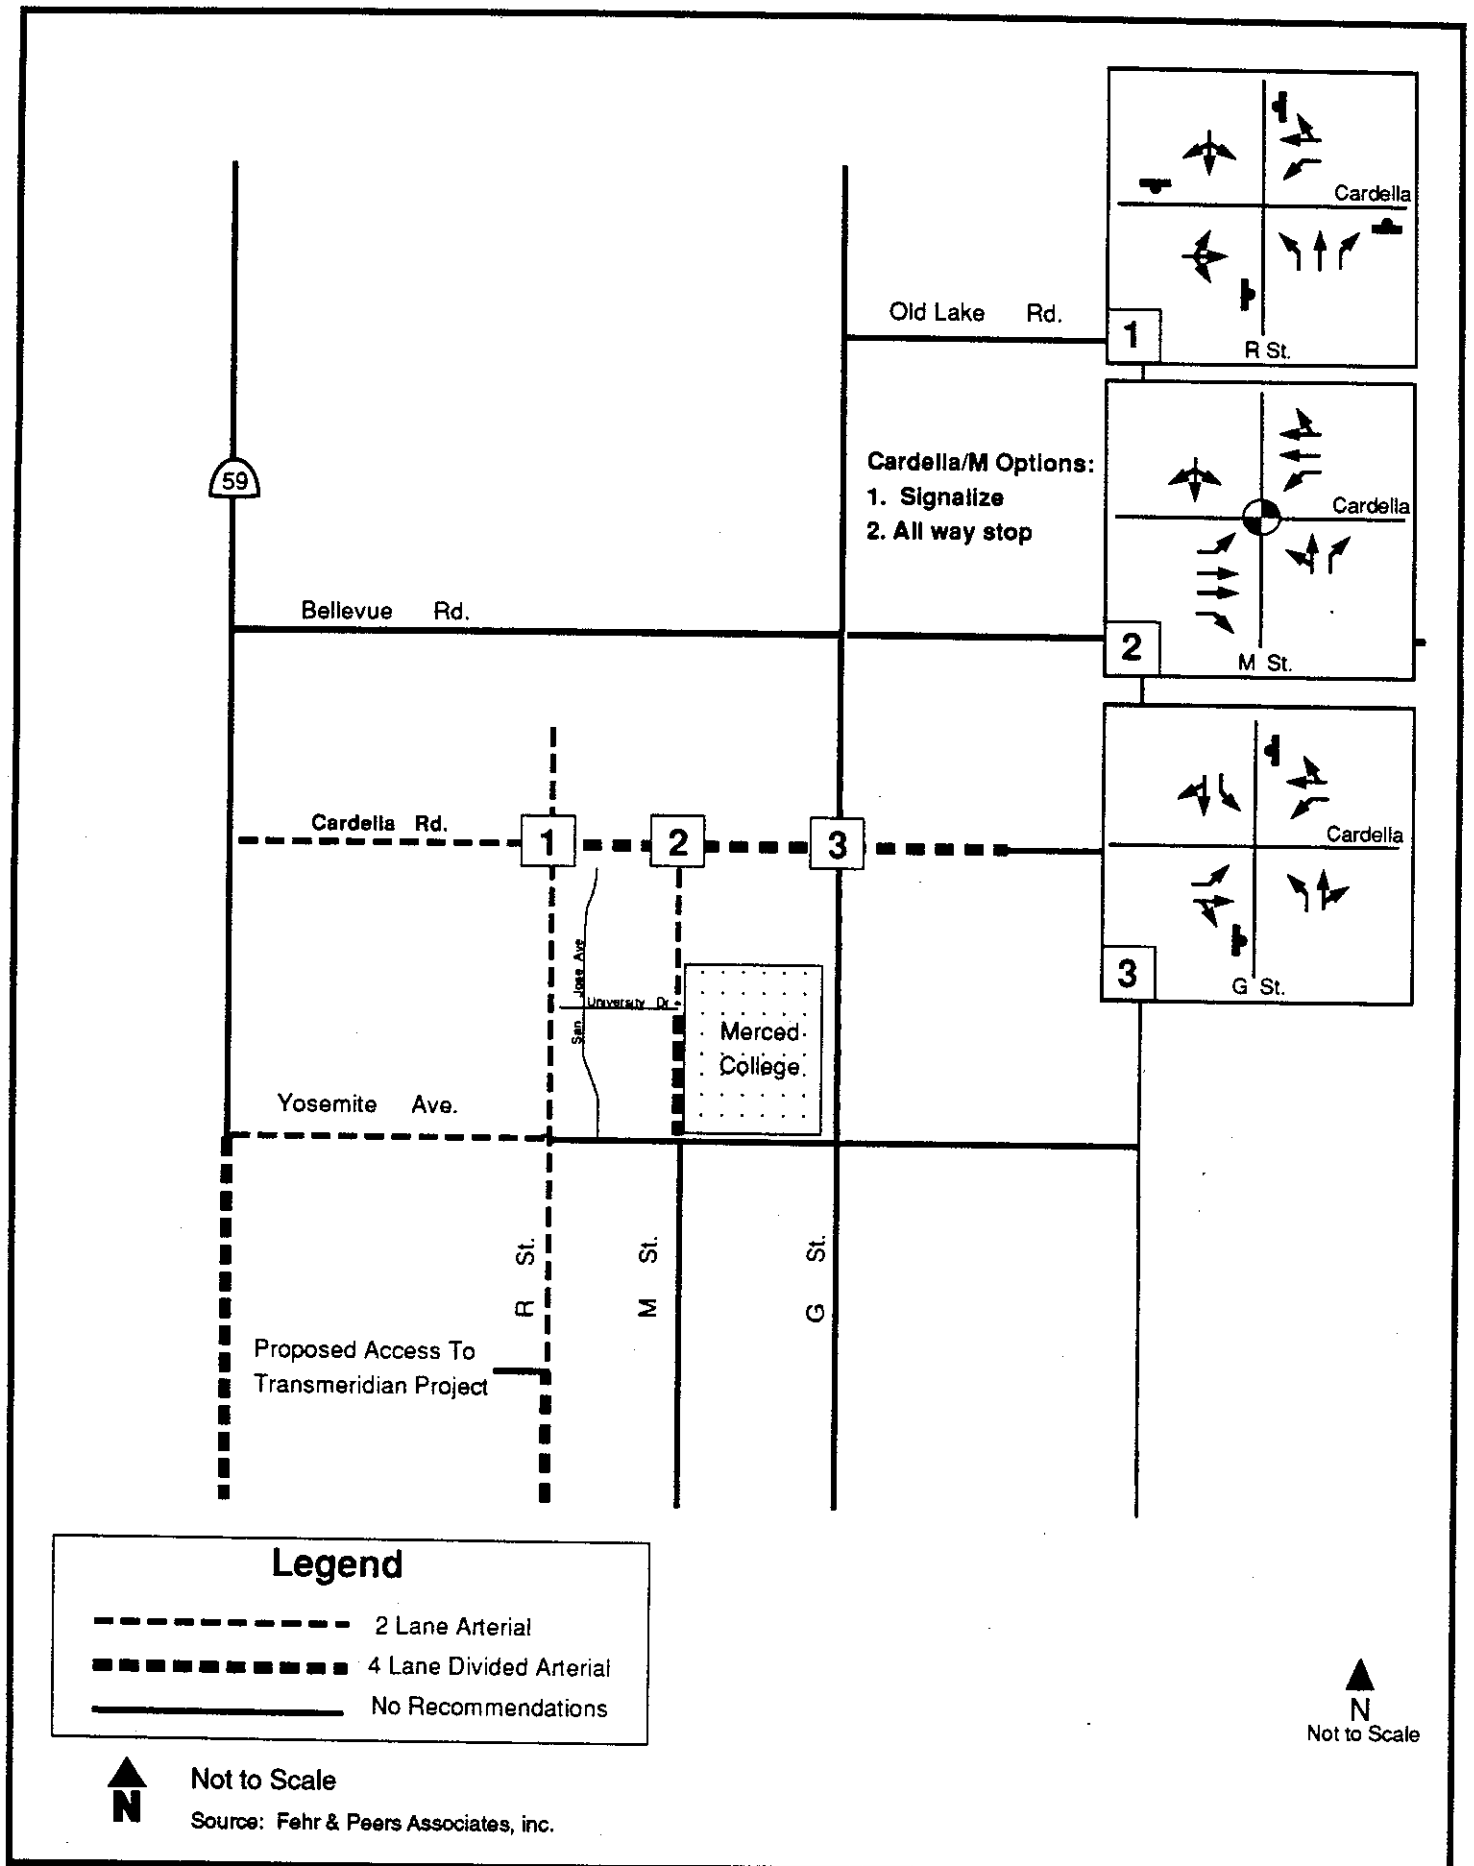 Cardella
R St.
1
Old Lake Rd.
59
Cardella/M Options:
1. Signalize
2. All way stop
Cardella
M St.
2
Bellevue Rd.
Cardella Rd.
1
2
3
Cardella
G St.
3
San Jose Ave
University Dr
Merced
College
Yosemite Ave.
R St.
M St.
G St.
Proposed Access To
Transmeridian Project
Legend
2 Lane Arterial
4 Lane Divided Arterial
No Recommendations
N
Not to Scale
N
Not to Scale
Source: Fehr & Peers Associates, inc.